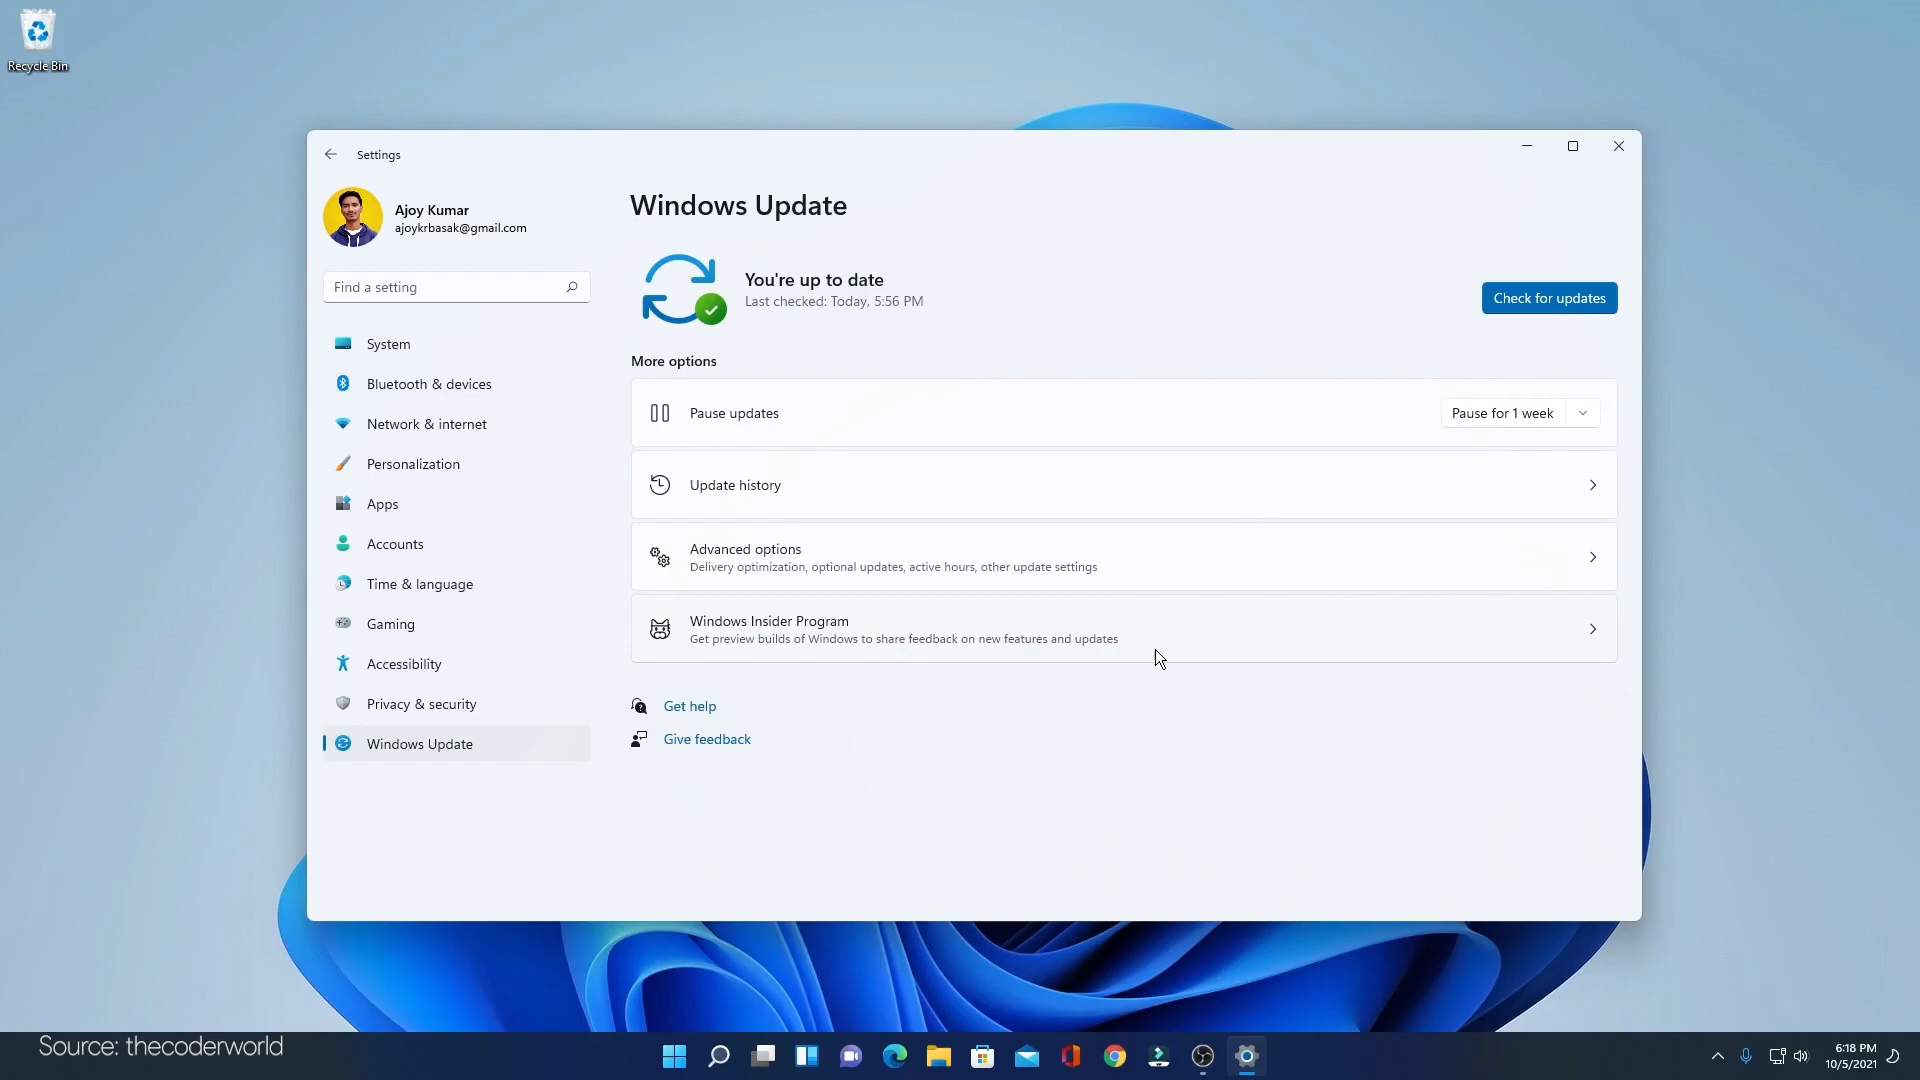 Recycle Bin
Settings
Ajoy Kumar
ajoykrbasak@gmail.com
Find a setting
System
Bluetooth & devices
Network & internet
Personalization
Apps
Accounts
Time & language
Gaming
Accessibility
Privacy & security
Windows Update
Windows Update
You're up to date
Last checked: Today, 5:56 PM
Check for updates
More options
Pause updates
Pause for 1 week
Update history
Advanced options
Delivery optimization, optional updates, active hours, other update settings
Windows Insider Program
Get preview builds of Windows to share feedback on new features and updates
Get help
Give feedback
Source: thecoderworld
6:18 PM
10/5/2021